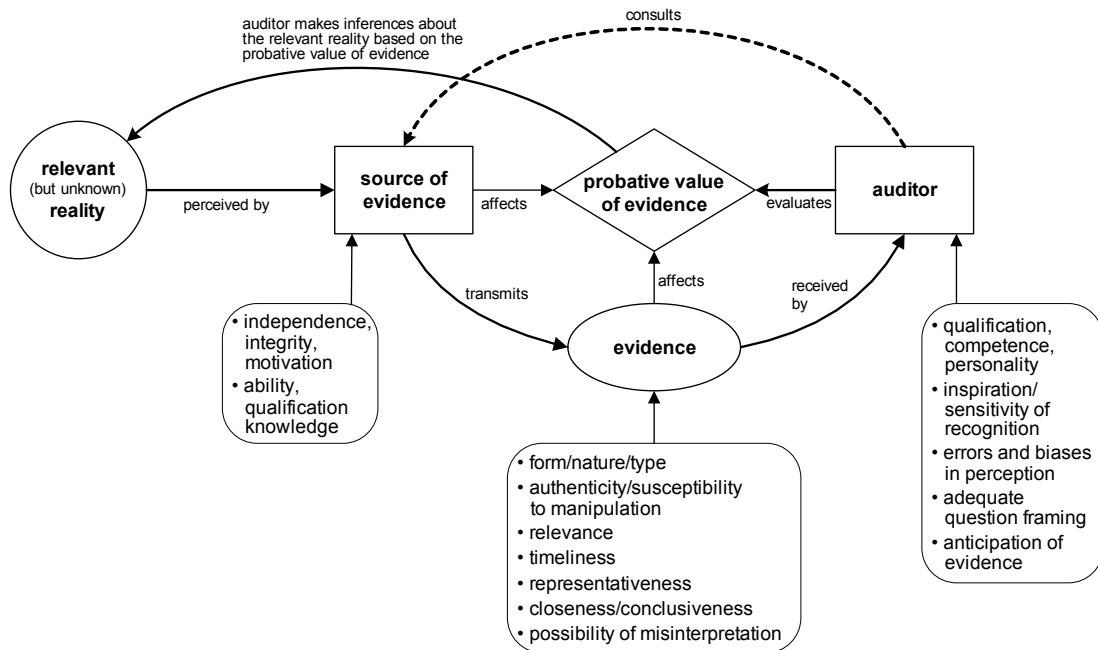 consults
auditor makes inferences about
the relevant reality based on the
probative value of evidence
relevant
(but unknown)
reality
perceived by
source of
evidence
affects
probative value
of evidence
evaluates
auditor
transmits
affects
received
by
evidence
• independence,
integrity,
motivation
• ability,
qualification
knowledge
• form/nature/type
• authenticity/susceptibility
to manipulation
• relevance
• timeliness
• representativeness
• closeness/conclusiveness
• possibility of misinterpretation
• qualification,
competence,
personality
• inspiration/
sensitivity of
recognition
• errors and biases
in perception
• adequate
question framing
• anticipation of
evidence